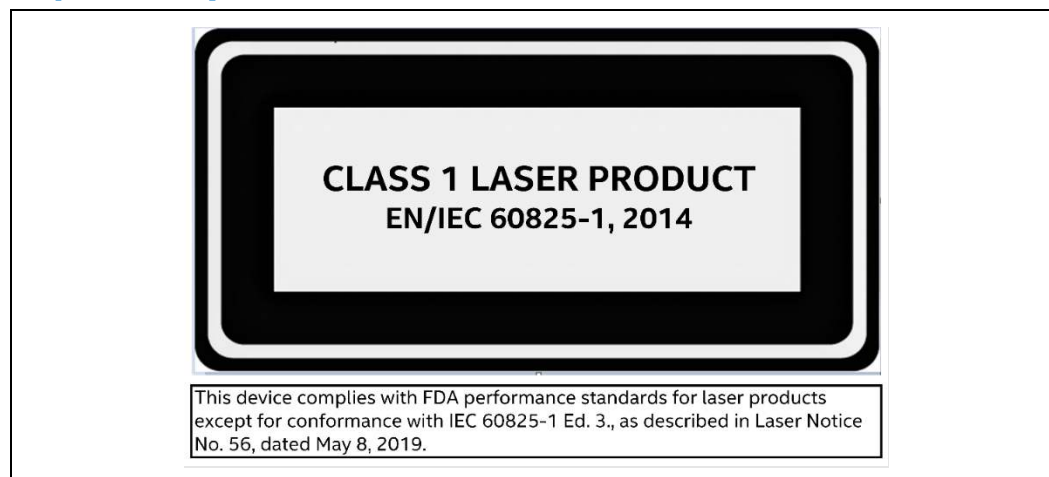 CLASS 1 LASER PRODUCT
EN/IEC 60825-1, 2014
This device complies with FDA performance standards for laser products
except for conformance with IEC 60825-1 Ed. 3., as described in Laser Notice
No. 56, dated May 8, 2019.